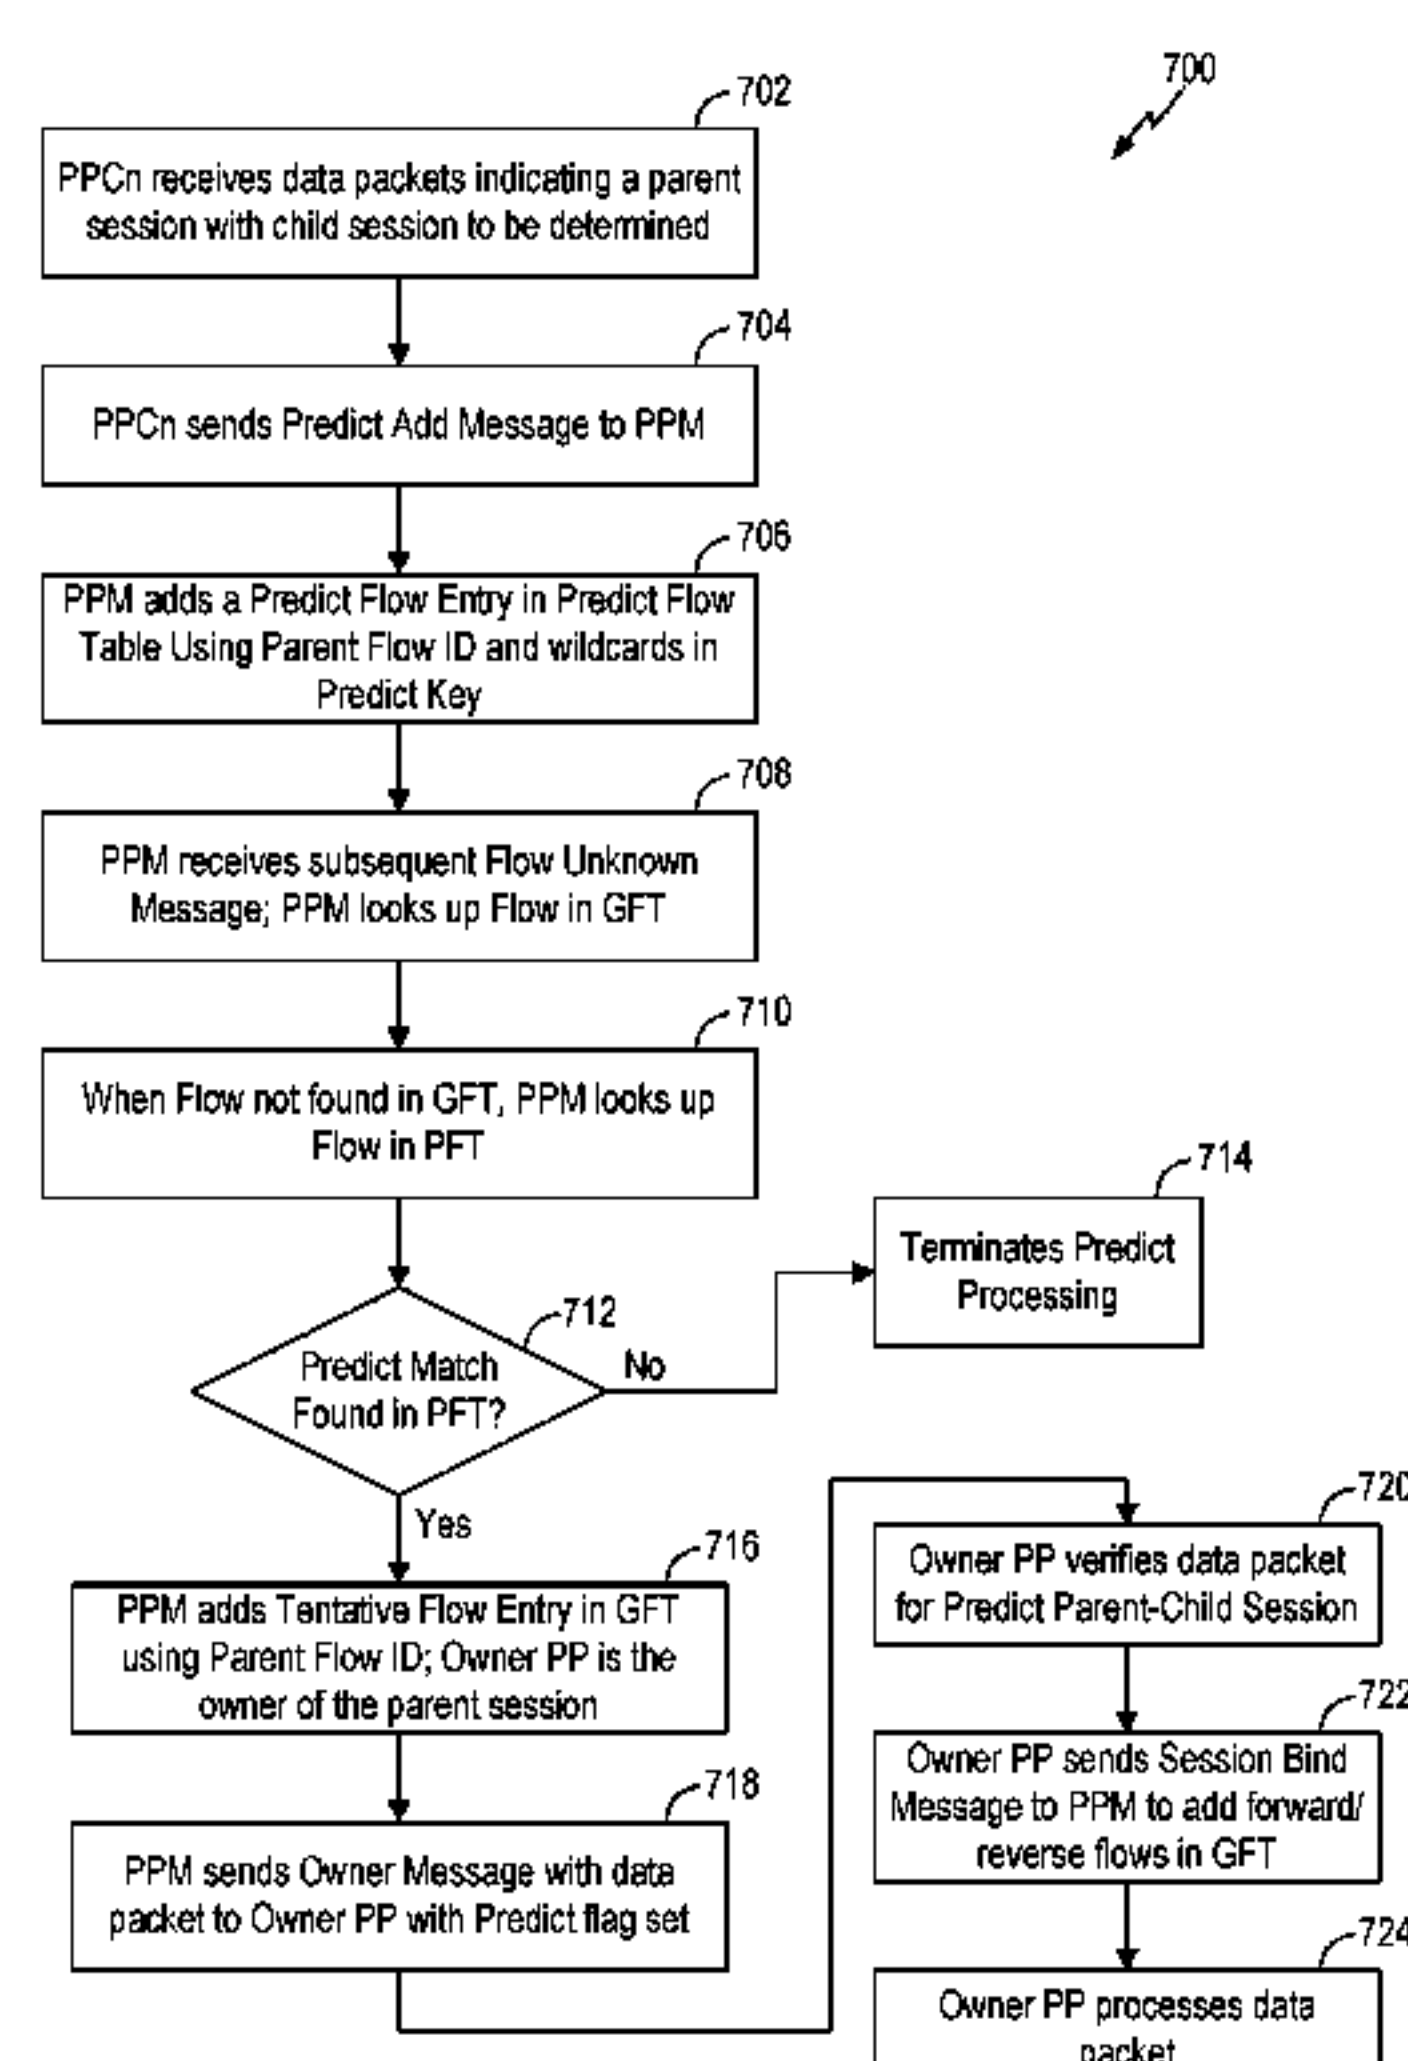 700
702
PPCn receives data packets indicating a parent
session with child session to be determined
704
PPCn sends Predict Add Message to PPM
706
PPM adds a Predict Flow Entry in Predict Flow
Table Using Parent Flow ID and wildcards in
Predict Key
708
PPM receives subsequent Flow Unknown
Message; PPM looks up Flow in GFT
710
When Flow not found in GFT, PPM looks up
Flow in PFT
712
Predict Match
Found in PFT?
No
714
Terminates Predict
Processing
Yes
716
PPM adds Tentative Flow Entry in GFT
using Parent Flow ID; Owner PP is the
owner of the parent session
718
PPM sends Owner Message with data
packet to Owner PP with Predict flag set
720
Owner PP verifies data packet
for Predict Parent-Child Session
722
Owner PP sends Session Bind
Message to PPM to add forward/
reverse flows in GFT
724
Owner PP processes data
packet